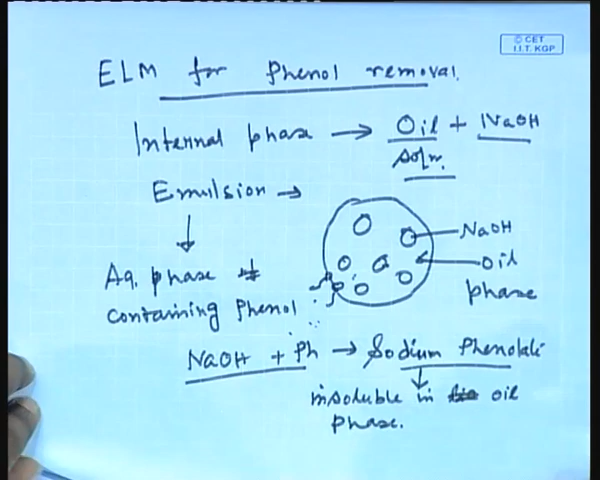 © CET
I.I.T. KGP
ELM for Phenol removal.
Internal phase → Oil + NaOH
soln.
Emulsion →
NaOH
Oil
phase
Aq. phase
containing Phenol
NaOH + Ph → Sodium Phenolate
insoluble in oil
phase.